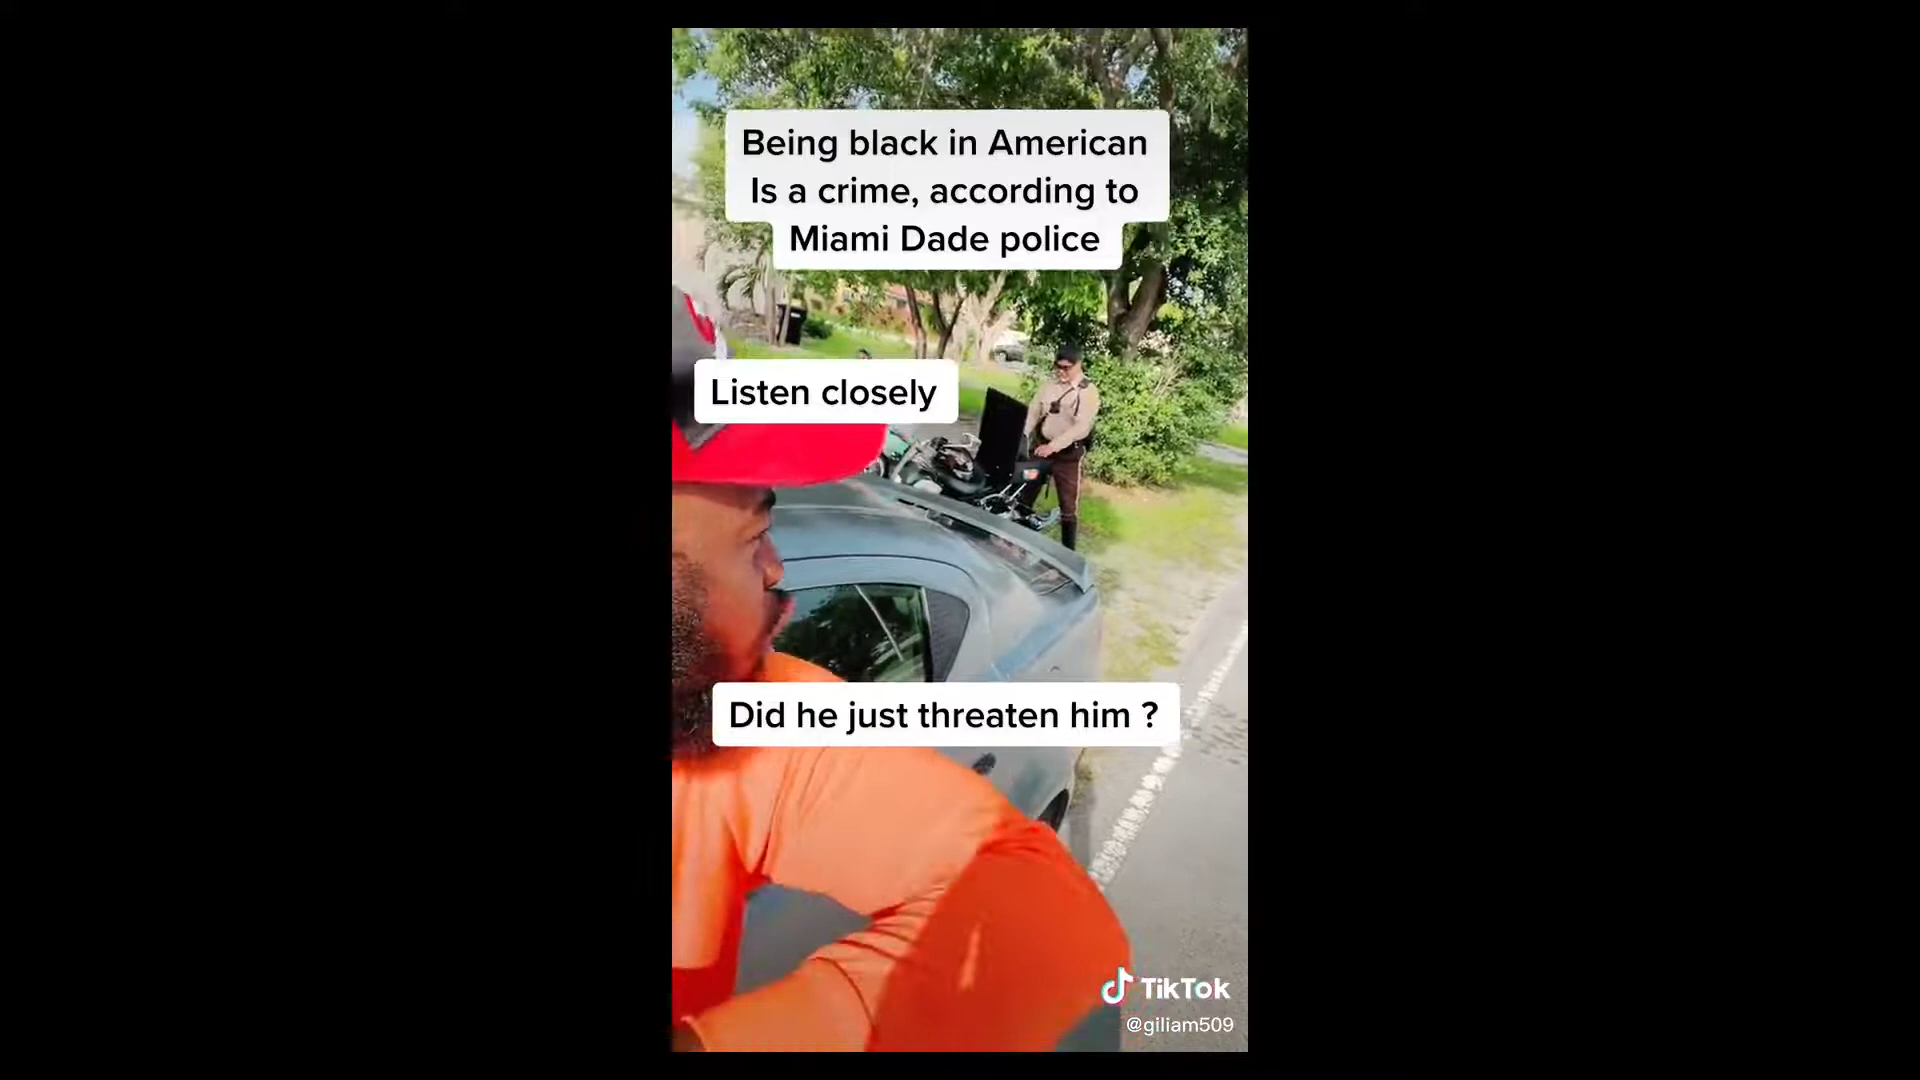 Being black in American
Is a crime, according to
Miami Dade police
Listen closely
Did he just threaten him ?
TikTok
@giliam509